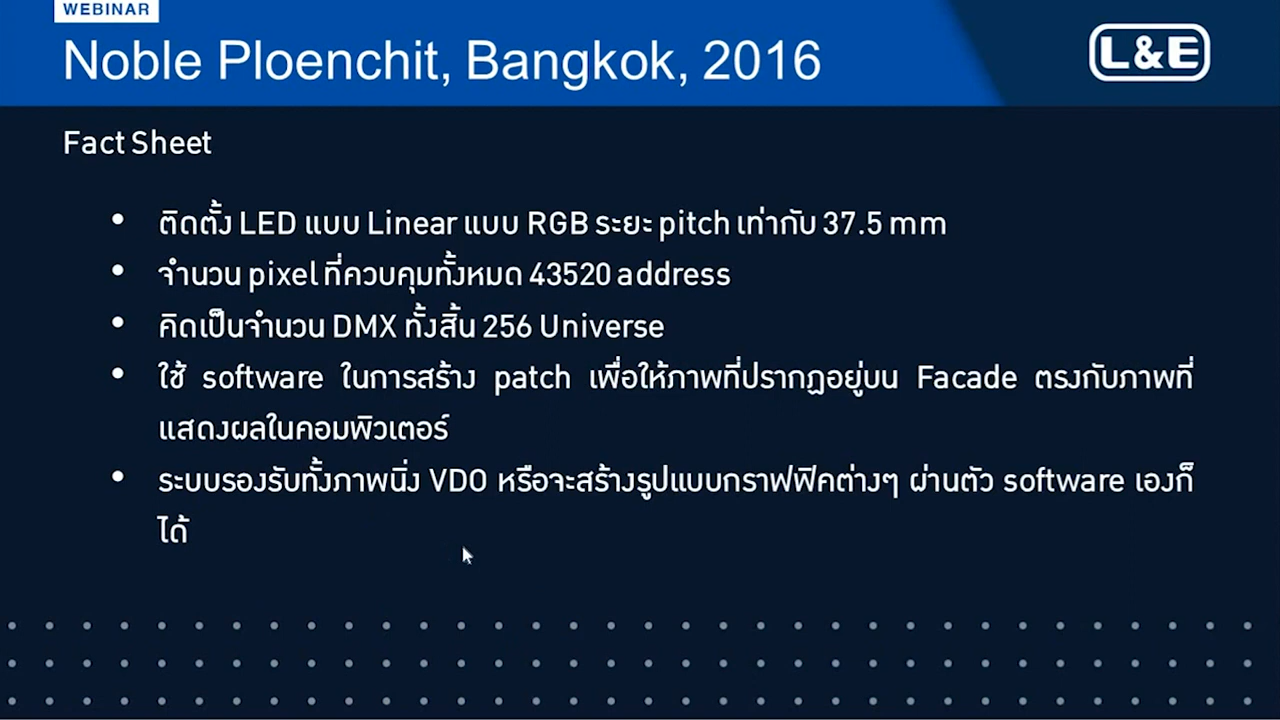 WEBINAR
Noble Ploenchit, Bangkok, 2016
L&E
Fact Sheet
• ติดตั้ง LED แบบ Linear แบบ RGB ระยะ pitch เท่ากับ 37.5 mm
• จำนวน pixel ที่ควบคุมทั้งหมด 43520 address
• คิดเป็นจำนวน DMX ทั้งสิ้น 256 Universe
• ใช้ software ในการสร้าง patch เพื่อให้ภาพที่ปรากฏอยู่บน Facade ตรงกับภาพที่
แสดงผลในคอมพิวเตอร์
• ระบบรองรับทั้งภาพนิ่ง VDO หรือจะสร้างรูปแบบกราฟฟิคต่างๆ ผ่านตัว software เองก็
ได้